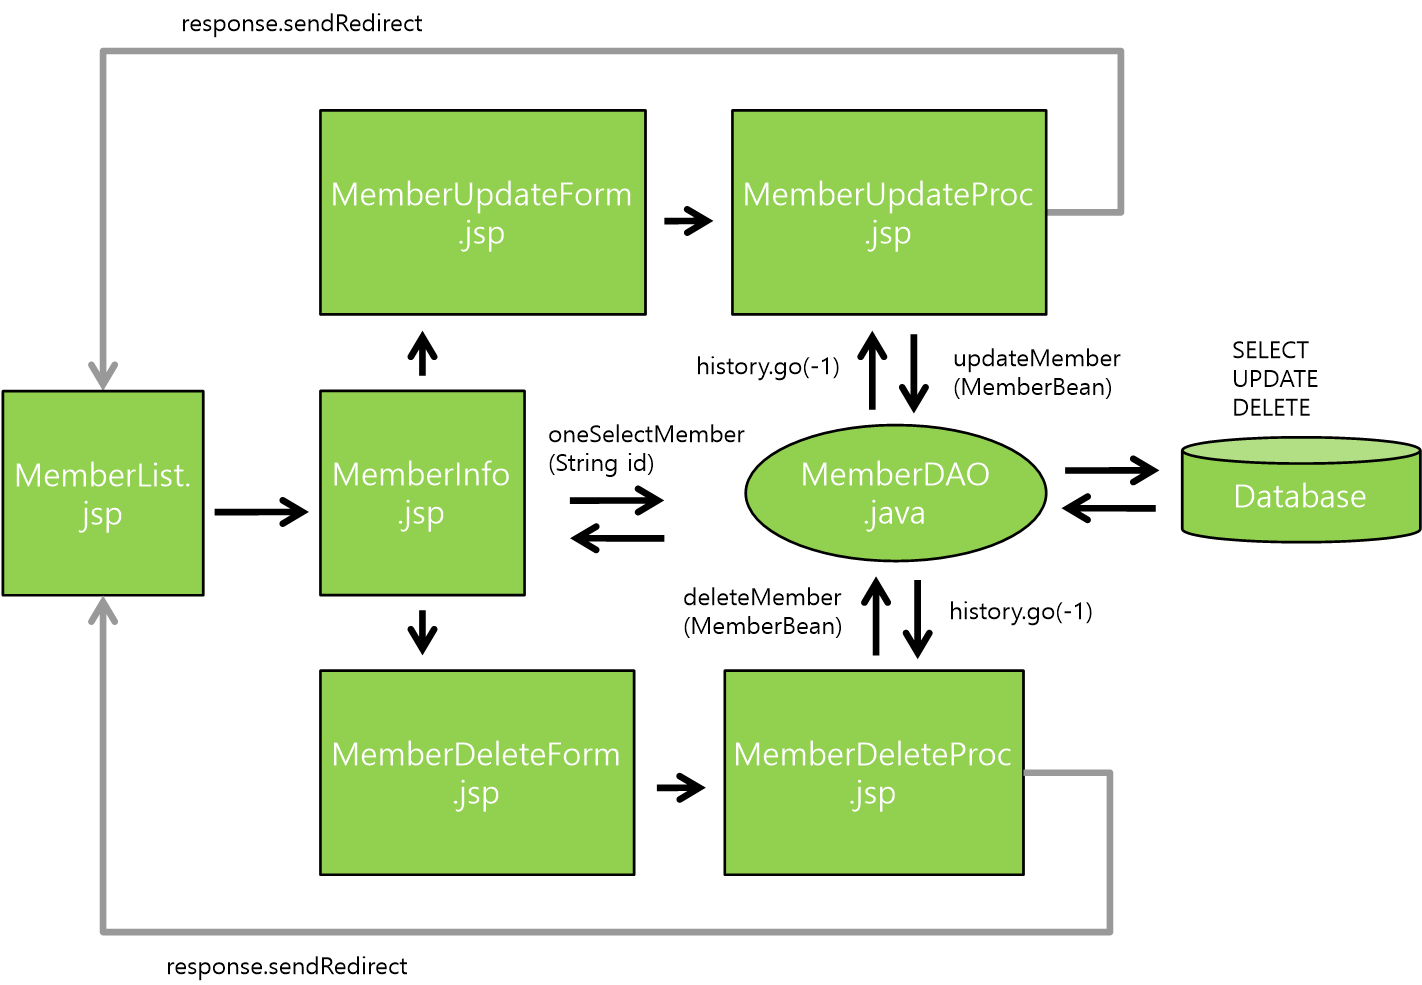 response.sendRedirect
MemberUpdateForm
.jsp
MemberUpdateProc
.jsp
history.go(-1)
updateMember
(MemberBean)
SELECT
UPDATE
DELETE
MemberList.
jsp
MemberInfo
.jsp
oneSelectMember
(String id)
MemberDAO
.java
Database
deleteMember
(MemberBean)
history.go(-1)
MemberDeleteForm
.jsp
MemberDeleteProc
.jsp
response.sendRedirect